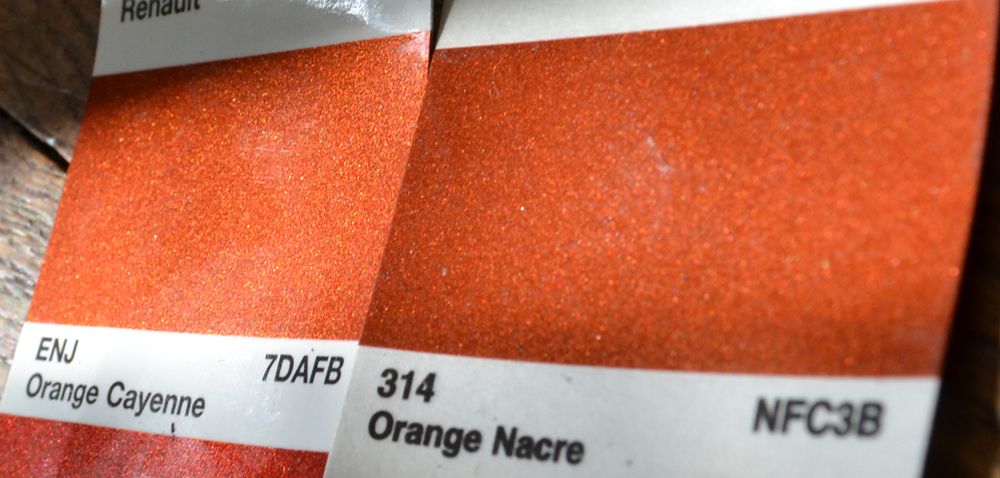 Renault
ENJ 7DAFB
Orange Cayenne
314 NFC3B
Orange Nacre